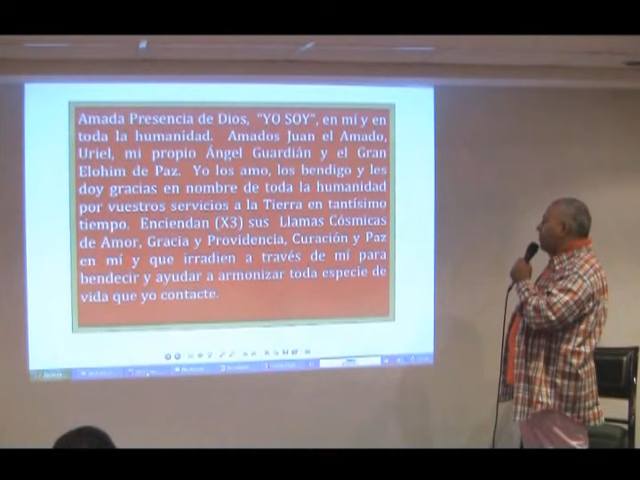 Amada Presencia de Dios, "YO SOY", en mí y en
toda la humanidad. Amados Juan el Amado,
Uriel, mi propio Ángel Guardián y el Gran
Elohim de Paz. Yo los amo, los bendigo y les
doy gracias en nombre de toda la humanidad
por vuestros servicios a la Tierra en tantísimo
tiempo. Enciendan (X3) sus Llamas Cósmicas
de Amor, Gracia y Providencia, Curación y Paz
en mí y que irradien a través de mí para
bendecir y ayudar a armonizar toda especie de
vida que yo contacte.